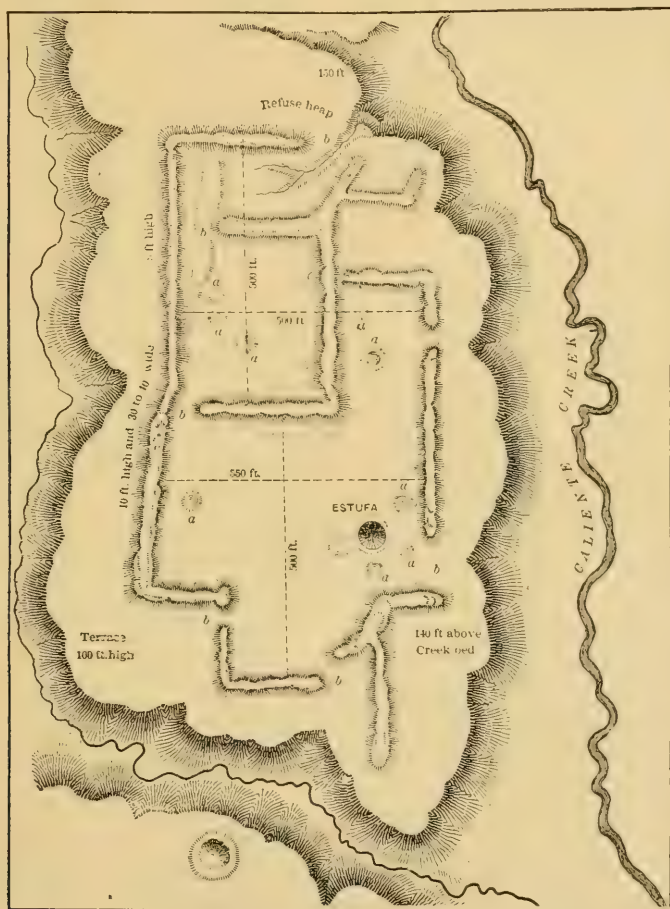 150 ft
Refuse heap
b
ft high
b
a
500 ft.
500 ft
a
a
a
a
10 ft. high and 30 to 40 wide
b
550 ft.
a
a
ESTUFA
500 ft.
a
a
b
b
Terrace
100 ft. high
140 ft above
Creek bed
b
CALIENTE CREEK